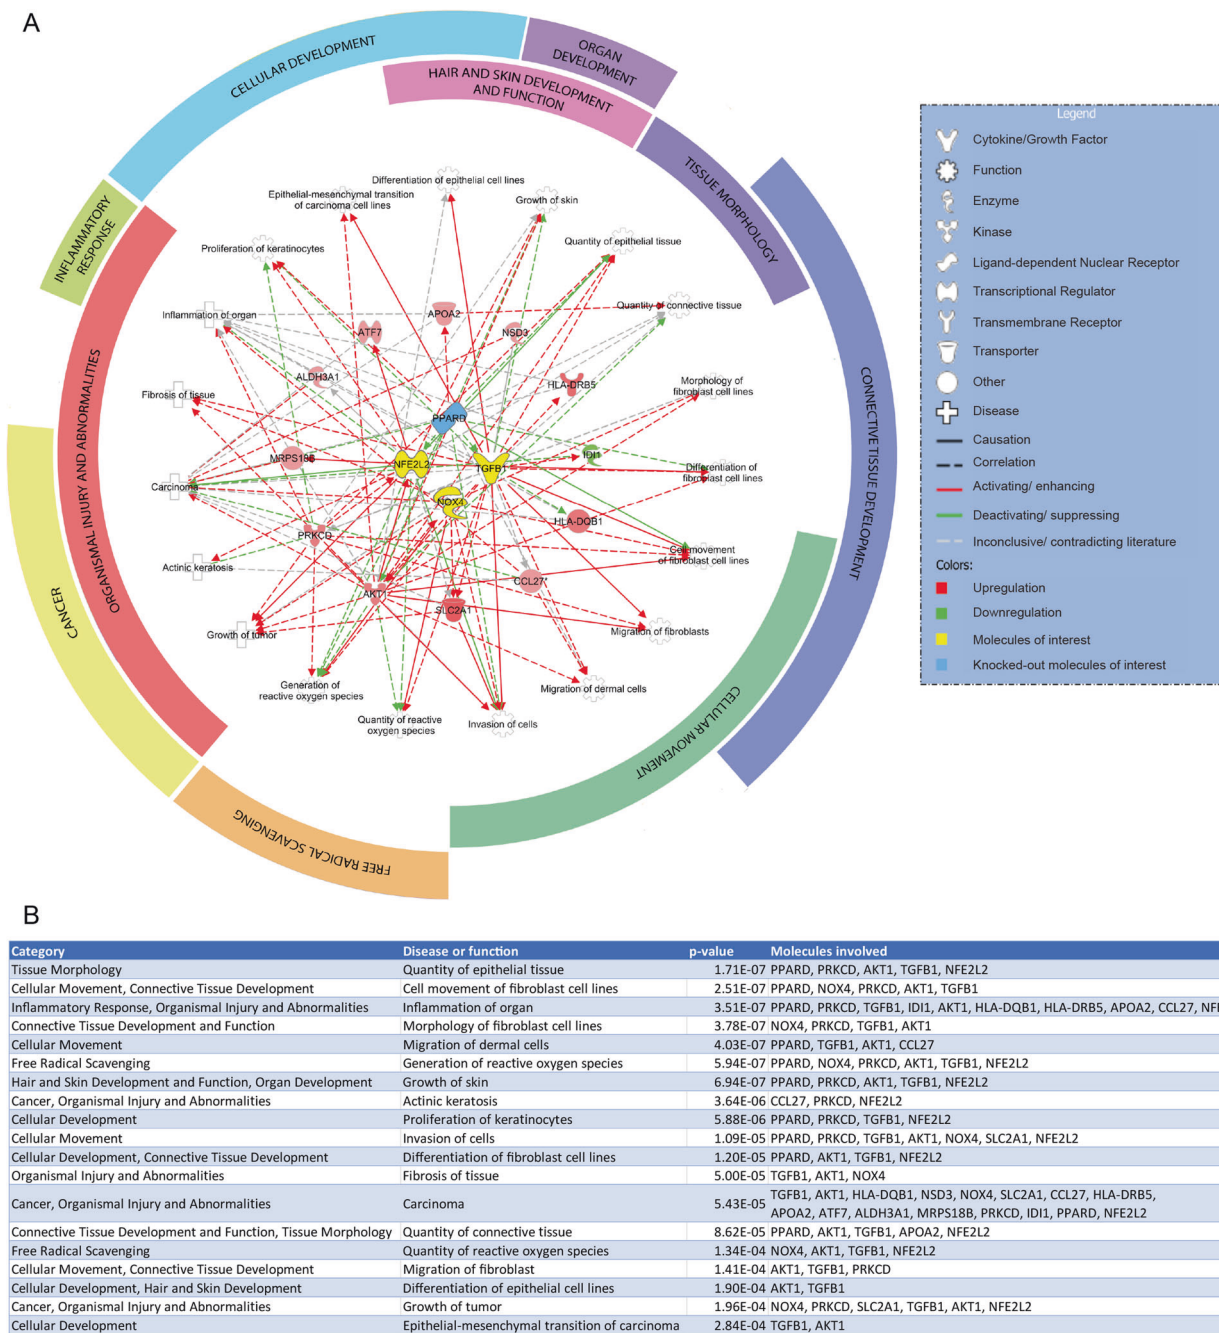 A
CELLULAR DEVELOPMENT
ORGAN
DEVELOPMENT
HAIR AND SKIN DEVELOPMENT
AND FUNCTION
TISSUE MORPHOLOGY
CONNECTIVE TISSUE DEVELOPMENT
CELLULAR MOVEMENT
FREE RADICAL SCAVENGING
CANCER
ORGANISMAL INJURY AND ABNORMALITIES
INFLAMMATORY
RESPONSE
Differentiation of epithelial cell lines
Epithelial-mesenchymal transition
of carcinoma cell lines
Growth of skin
Proliferation of keratinocytes
Quantity of epithelial tissue
Inflammation of organ
Quantity of connective tissue
APOA2
ATF7
NSD3
ALDH3A1
HLA-DRB5
Morphology of
fibroblast cell lines
Fibrosis of tissue
PPARD
MRPS18B
NFE2L2
TGFB1
IDI1
Differentiation of
fibroblast cell lines
Carcinoma
NOX4
HLA-DQB1
PRKCD
Cell movement
of fibroblast cell lines
Actinic keratosis
CCL27*
AKT1
SLC2A1
Growth of tumor
Migration of fibroblasts
Generation of
reactive oxygen species
Migration of dermal cells
Quantity of reactive
oxygen species
Invasion of cells
Legend
Cytokine/Growth Factor
Function
Enzyme
Kinase
Ligand-dependent Nuclear Receptor
Transcriptional Regulator
Transmembrane Receptor
Transporter
Other
Disease
Causation
Correlation
Activating/ enhancing
Deactivating/ suppressing
Inconclusive/ contradicting literature
Colors:
Upregulation
Downregulation
Molecules of interest
Knocked-out molecules of interest
B
Category Disease or function p-value Molecules involved
Tissue Morphology Quantity of epithelial tissue 1.71E-07 PPARD, PRKCD, AKT1, TGFB1, NFE2L2
Cellular Movement, Connective Tissue Development Cell movement of fibroblast cell lines 2.51E-07 PPARD, NOX4, PRKCD, AKT1, TGFB1
Inflammatory Response, Organismal Injury and Abnormalities Inflammation of organ 3.51E-07 PPARD, PRKCD, TGFB1, IDI1, AKT1, HLA-DQB1, HLA-DRB5, APOA2, CCL27, NFE
Connective Tissue Development and Function Morphology of fibroblast cell lines 3.78E-07 NOX4, PRKCD, TGFB1, AKT1
Cellular Movement Migration of dermal cells 4.03E-07 PPARD, TGFB1, AKT1, CCL27
Free Radical Scavenging Generation of reactive oxygen species 5.94E-07 PPARD, NOX4, PRKCD, AKT1, TGFB1, NFE2L2
Hair and Skin Development and Function, Organ Development Growth of skin 6.94E-07 PPARD, PRKCD, AKT1, TGFB1, NFE2L2
Cancer, Organismal Injury and Abnormalities Actinic keratosis 3.64E-06 CCL27, PRKCD, NFE2L2
Cellular Development Proliferation of keratinocytes 5.88E-06 PPARD, PRKCD, TGFB1, NFE2L2
Cellular Movement Invasion of cells 1.09E-05 PPARD, PRKCD, TGFB1, AKT1, NOX4, SLC2A1, NFE2L2
Cellular Development, Connective Tissue Development Differentiation of fibroblast cell lines 1.20E-05 PPARD, AKT1, TGFB1, NFE2L2
Organismal Injury and Abnormalities Fibrosis of tissue 5.00E-05 TGFB1, AKT1, NOX4
Cancer, Organismal Injury and Abnormalities Carcinoma 5.43E-05 TGFB1, AKT1, HLA-DQB1, NSD3, NOX4, SLC2A1, CCL27, HLA-DRB5,
APOA2, ATF7, ALDH3A1, MRPS18B, PRKCD, IDI1, PPARD, NFE2L2
Connective Tissue Development and Function, Tissue Morphology Quantity of connective tissue 8.62E-05 PPARD, AKT1, TGFB1, APOA2, NFE2L2
Free Radical Scavenging Quantity of reactive oxygen species 1.34E-04 NOX4, AKT1, TGFB1, NFE2L2
Cellular Movement, Connective Tissue Development Migration of fibroblast 1.41E-04 AKT1, TGFB1, PRKCD
Cellular Development, Hair and Skin Development Differentiation of epithelial cell lines 1.90E-04 AKT1, TGFB1
Cancer, Organismal Injury and Abnormalities Growth of tumor 1.96E-04 NOX4, PRKCD, SLC2A1, TGFB1, AKT1, NFE2L2
Cellular Development Epithelial-mesenchymal transition of carcinoma 2.84E-04 TGFB1, AKT1